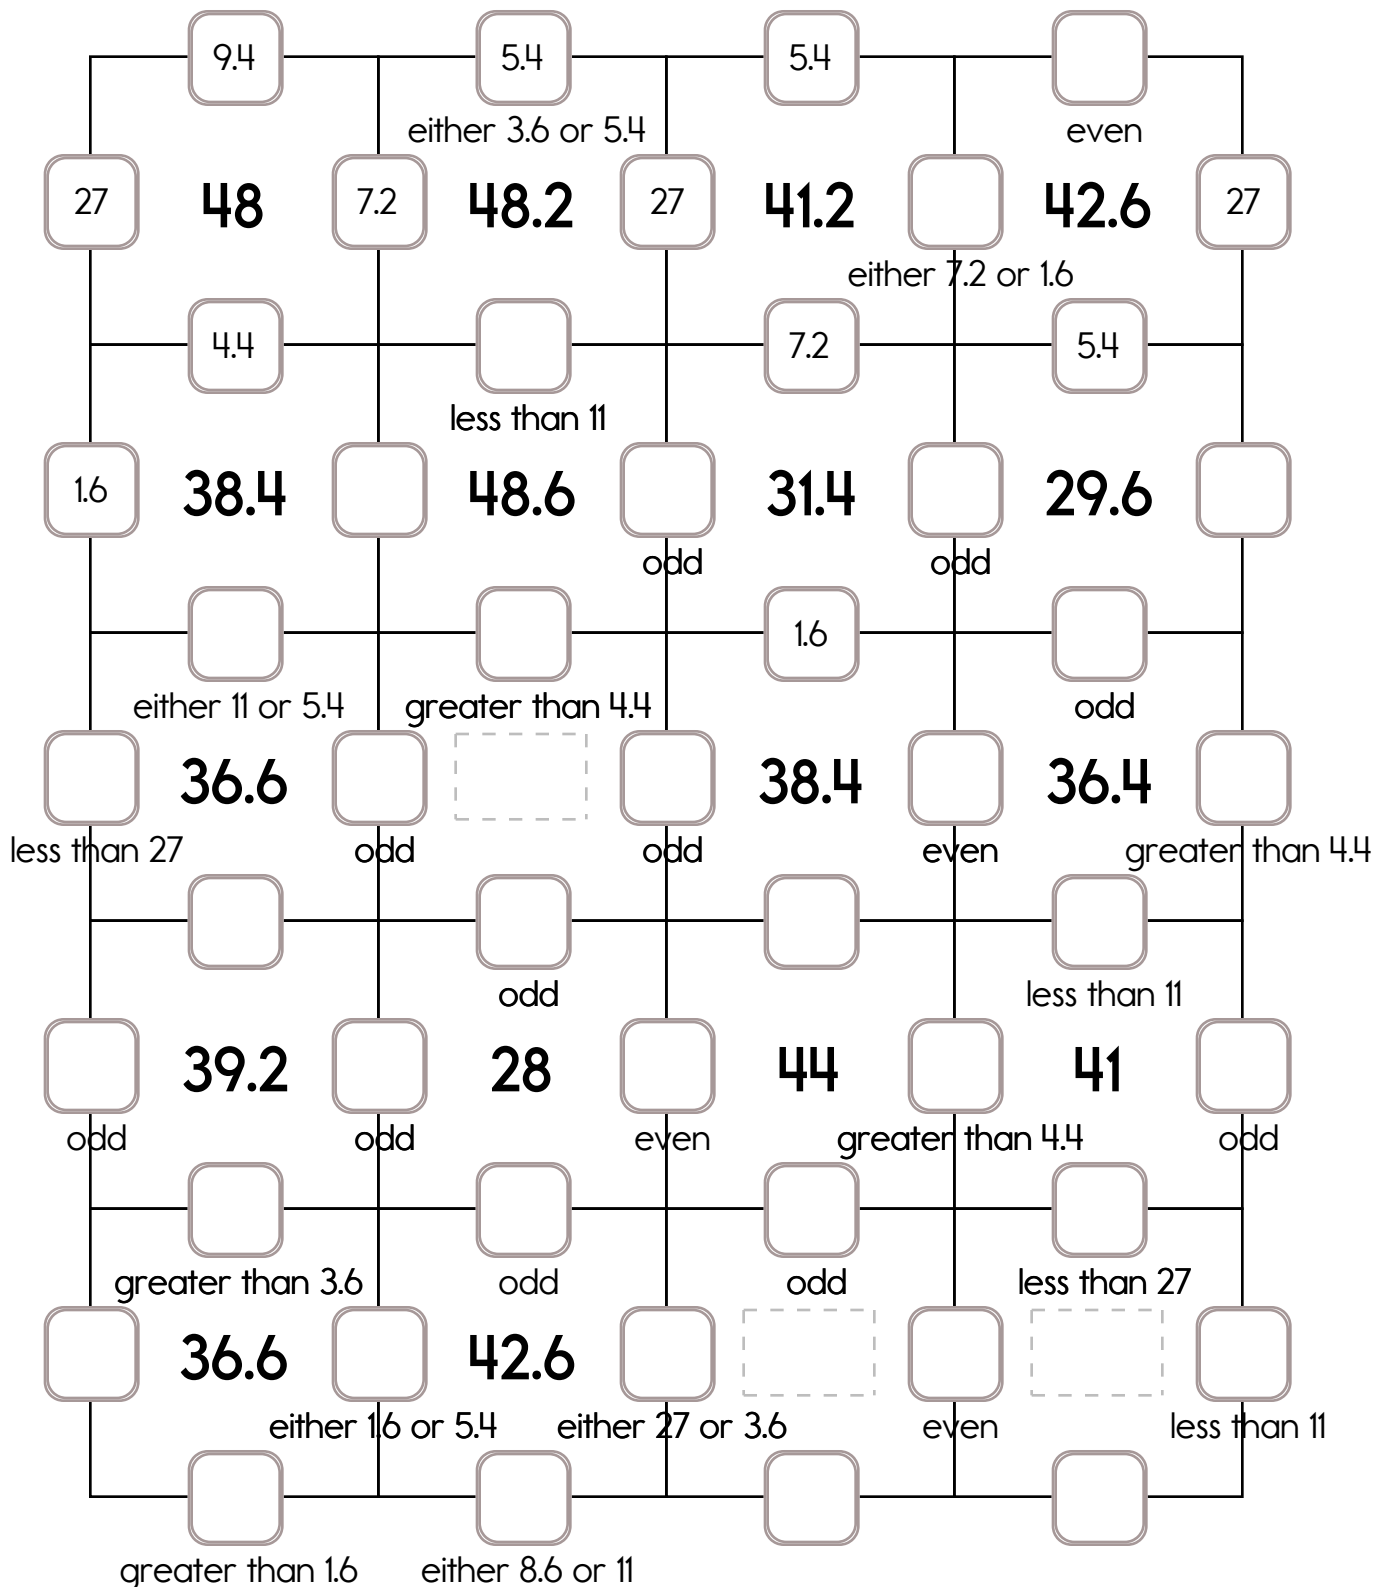 9.4 5.4 5.4
either 3.6 or 5.4 even
27 48 7.2 48.2 27 41.2 42.6 27
either 7.2 or 1.6
4.4 7.2 5.4
less than 11
1.6 38.4 48.6 31.4 29.6
odd odd
1.6
either 11 or 5.4 greater than 4.4 odd
36.6 38.4 36.4
less than 27 odd odd even greater than 4.4
odd less than 11
39.2 28 44 41
odd odd even greater than 4.4 odd
greater than 3.6 odd odd less than 27
36.6 42.6
either 1.6 or 5.4 either 27 or 3.6 even less than 11
greater than 1.6 either 8.6 or 11